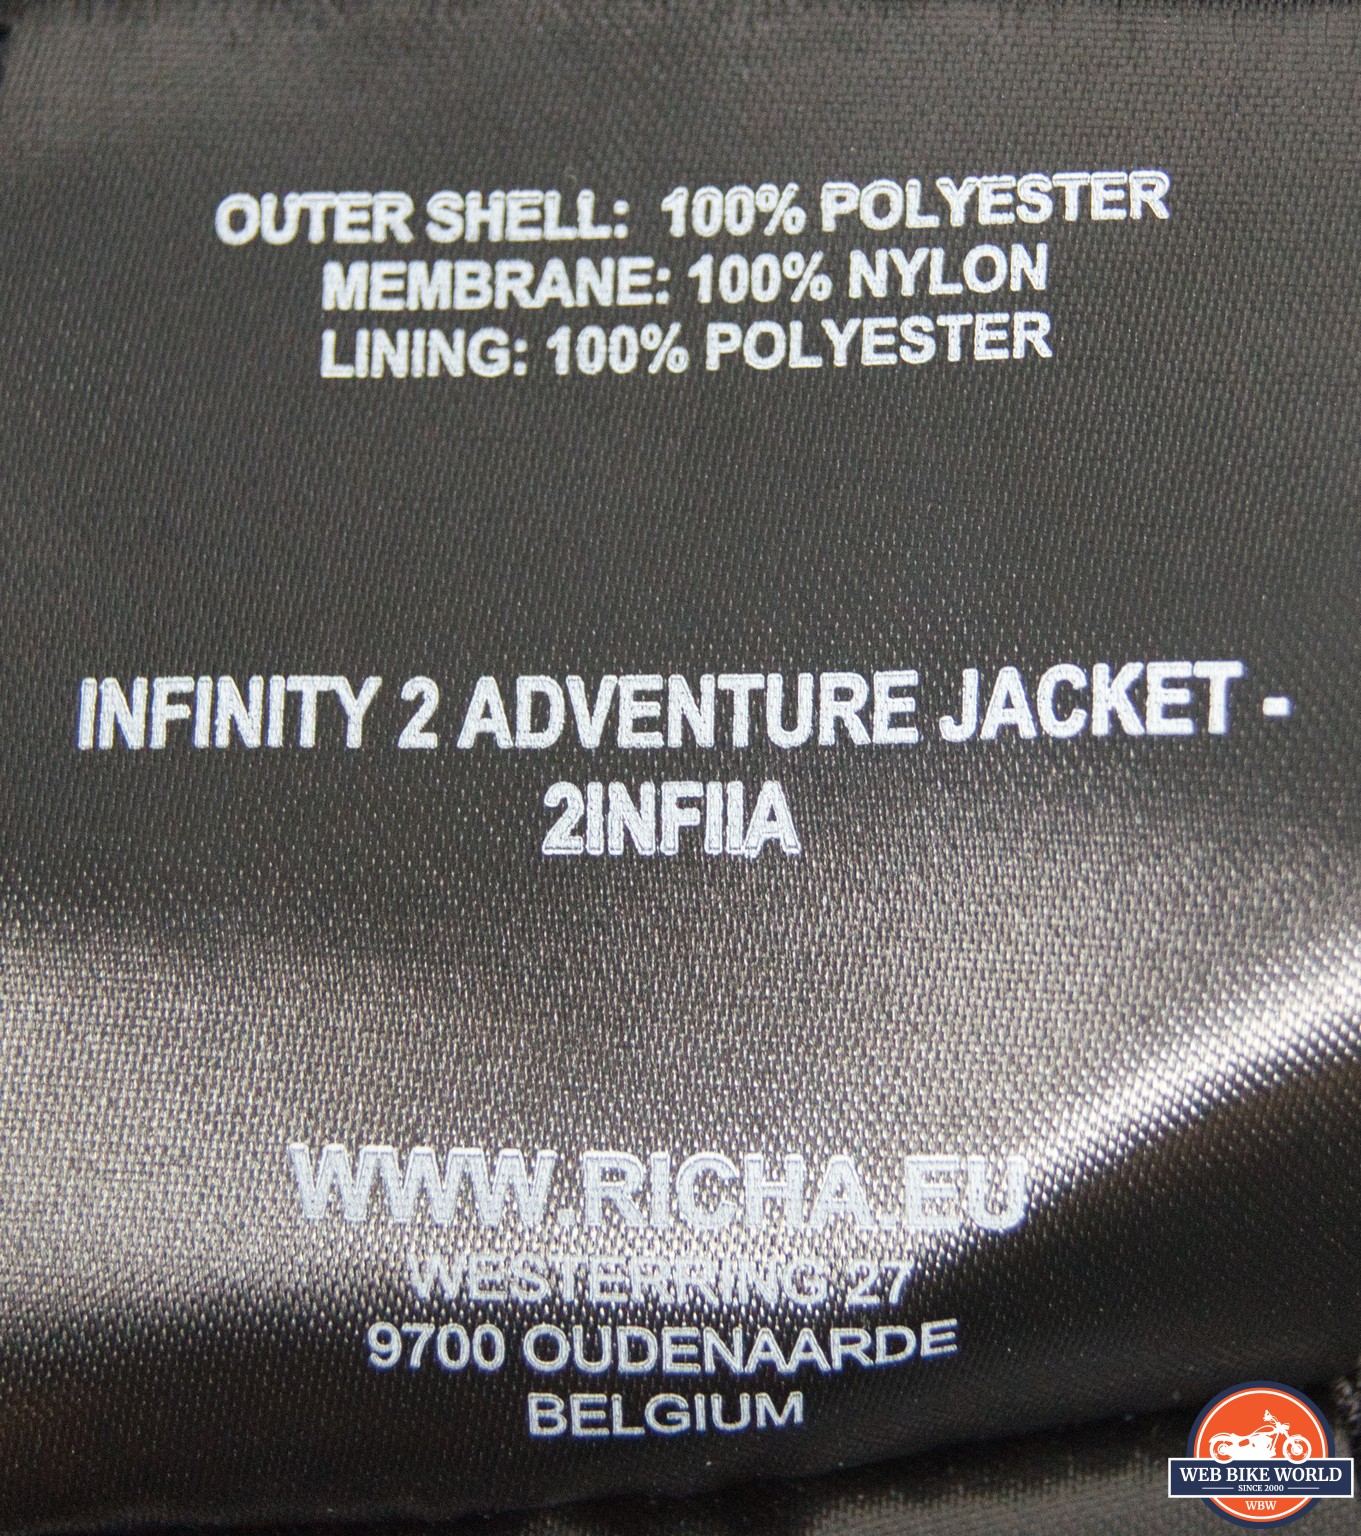 OUTER SHELL: 100% POLYESTER
MEMBRANE: 100% NYLON
LINING: 100% POLYESTER
INFINITY 2 ADVENTURE JACKET -
2INFIIA
WWW.RICHA.EU
WESTERRING 27
9700 OUDENAARDE
BELGIUM
WEB BIKE WORLD
SINCE 2000
WBW